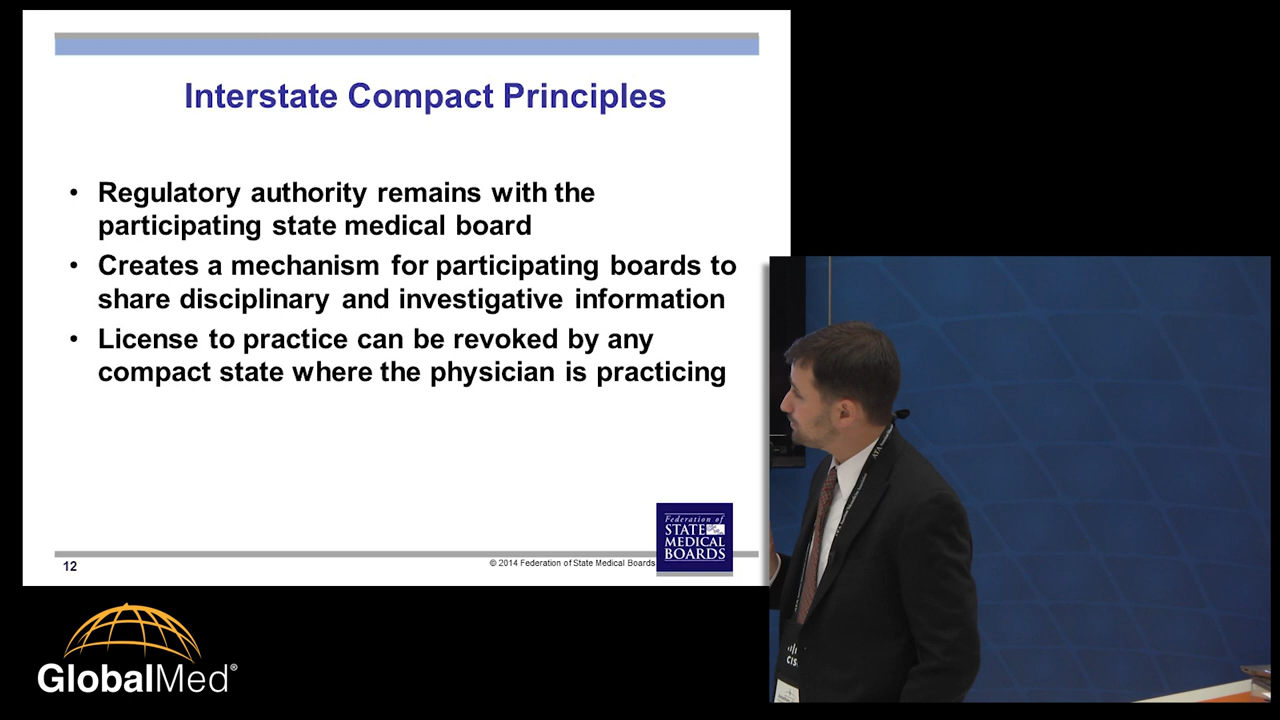 Interstate Compact Principles
• Regulatory authority remains with the
participating state medical board
• Creates a mechanism for participating boards to
share disciplinary and investigative information
• License to practice can be revoked by any
compact state where the physician is practicing
Federation of
STATE
MEDICAL
BOARDS
12
© 2014 Federation of State Medical Boards
GlobalMed®
ATA